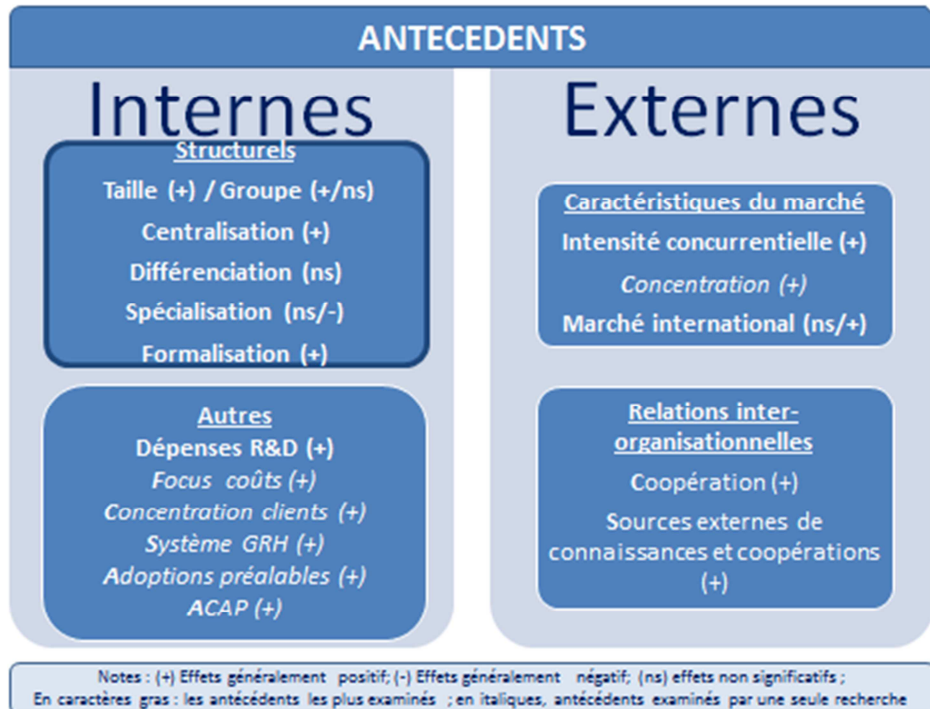 ANTECEDENTS
Internes
Structurels
Taille (+) / Groupe (+/ns)
Centralisation (+)
Différenciation (ns)
Spécialisation (ns/-)
Formalisation (+)
Autres
Dépenses R&D (+)
Focus coûts (+)
Concentration clients (+)
Système GRH (+)
Adoptions préalables (+)
ACAP (+)
Externes
Caractéristiques du marché
Intensité concurrentielle (+)
Concentration (+)
Marché international (ns/+)
Relations inter-
organisationnelles
Coopération (+)
Sources externes de
connaissances et coopérations
(+)
Notes : (+) Effets généralement positif; (-) Effets généralement négatif; (ns) effets non significatifs ;
En caractères gras : les antécédents les plus examinés ; en italiques, antécédents examinés par une seule recherche